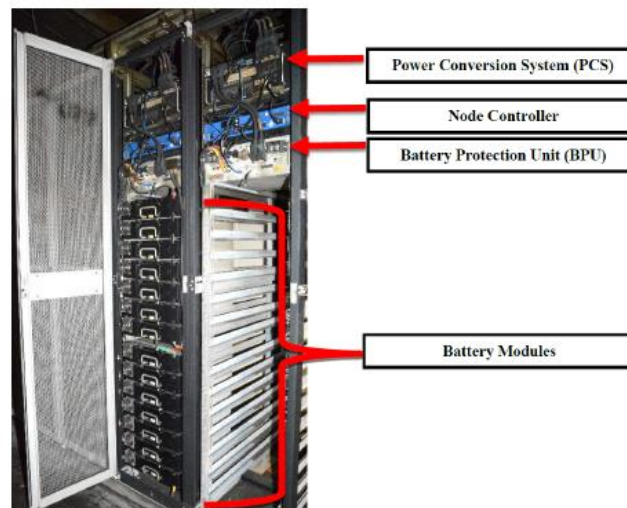 Power Conversion System (PCS)
Node Controller
Battery Protection Unit (BPU)
Battery Modules